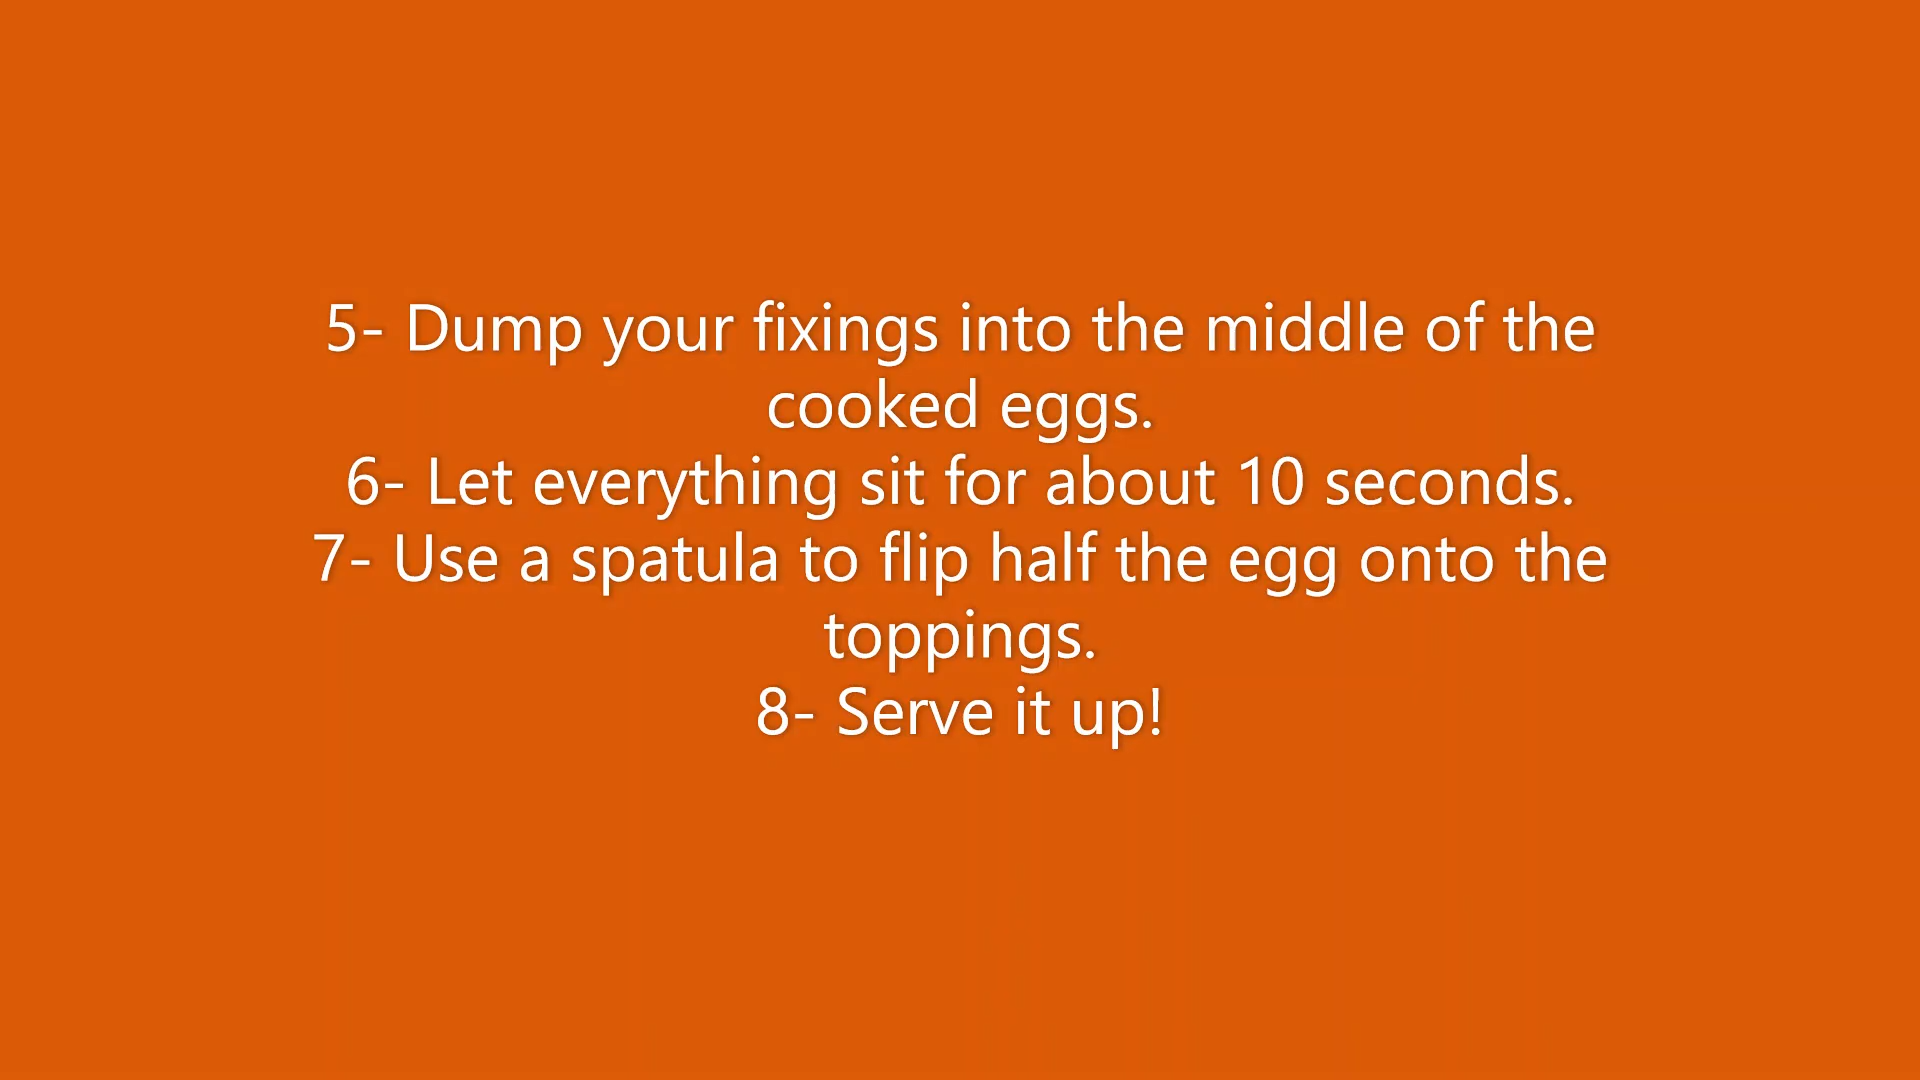 5- Dump your fixings into the middle of the
cooked eggs.
6- Let everything sit for about 10 seconds.
7- Use a spatula to flip half the egg onto the
toppings.
8- Serve it up!